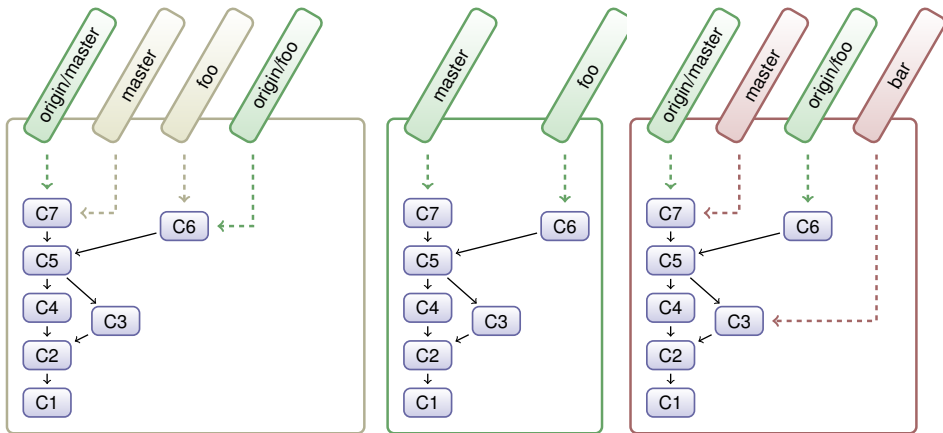 origin/master
master
foo
origin/foo
C7
C6
C5
C4
C3
C2
C1
master
foo
C7
C6
C5
C4
C3
C2
C1
origin/master
master
origin/foo
bar
C7
C6
C5
C4
C3
C2
C1